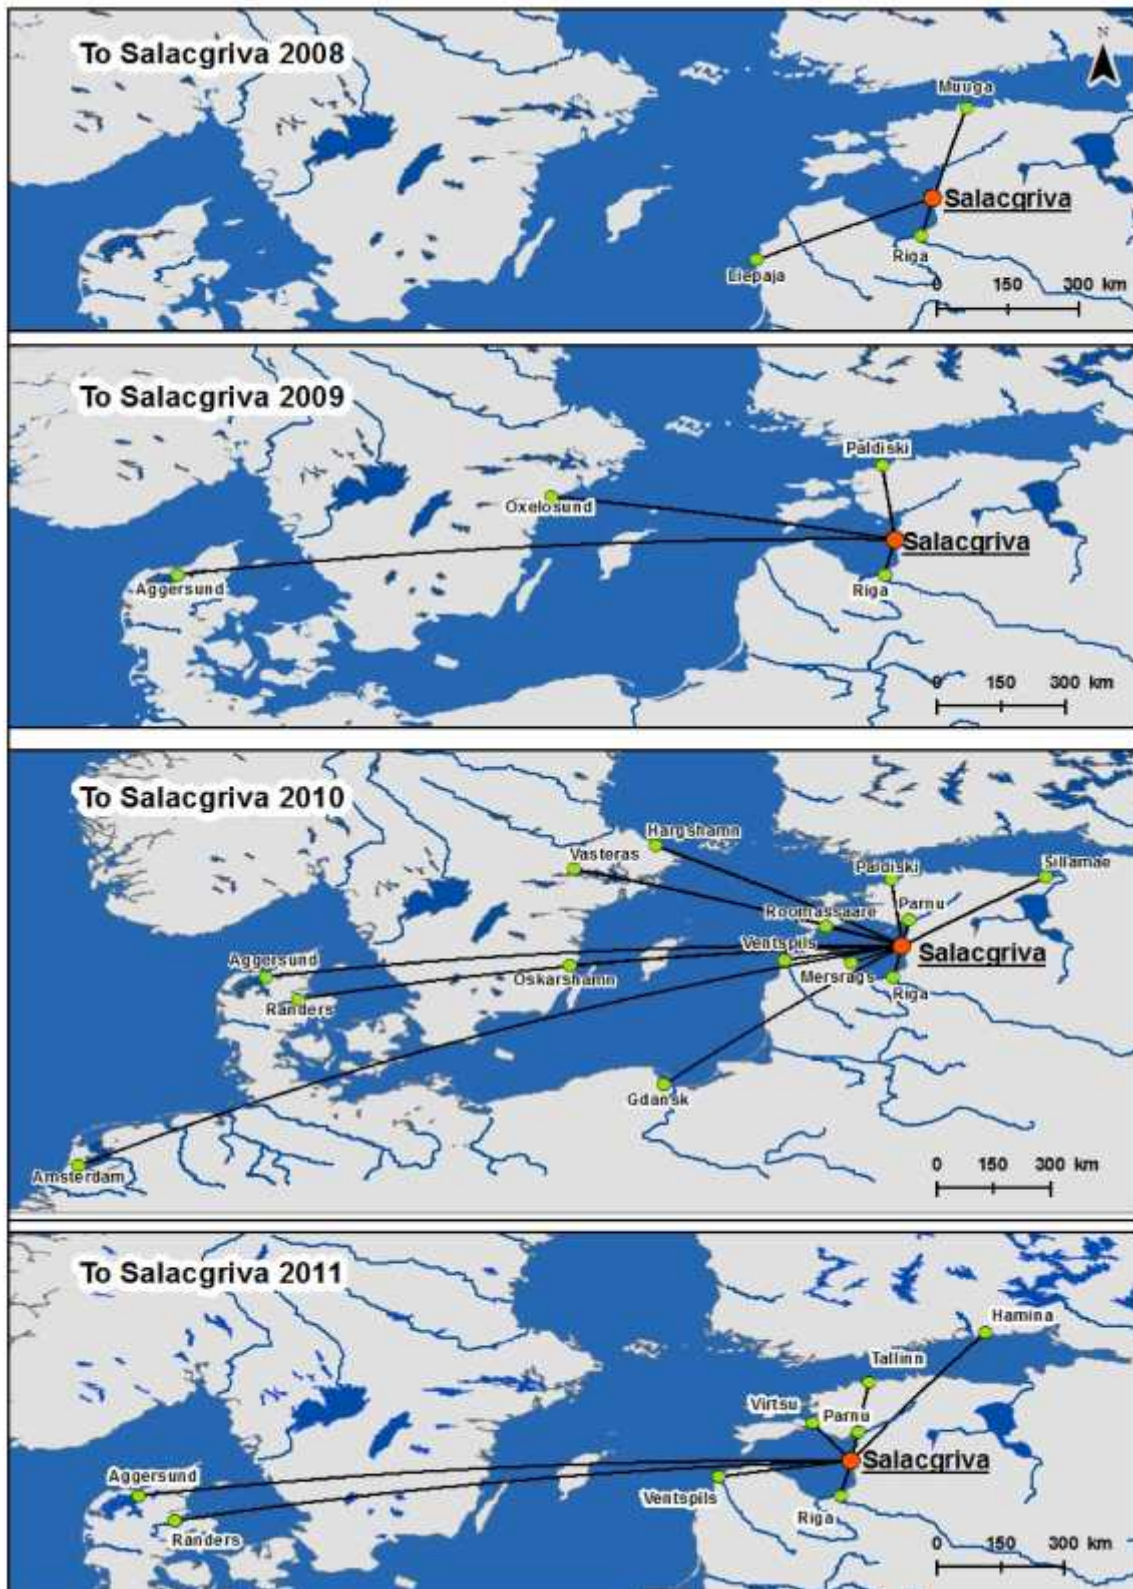 To Salacgriva 2008
N
Muuga
Salacgriva
Riga
Liepaja
0 150 300 km
To Salacgriva 2009
Paldiski
Oxelosund
Salacgriva
Aggersund
Riga
0 150 300 km
To Salacgriva 2010
Hargshamn
Vasteras
Paldiski
Sillamae
Roomassaare
Parnu
Ventspils
Salacgriva
Aggersund
Oskarshamn
Mersrags
Riga
Randers
Gdansk
Amsterdam
0 150 300 km
To Salacgriva 2011
Hamina
Tallinn
Virtsu
Parnu
Salacgriva
Aggersund
Ventspils
Riga
Randers
0 150 300 km